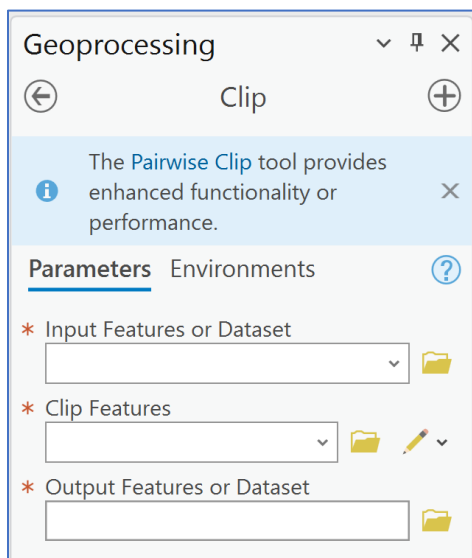 Geoprocessing
Clip
The Pairwise Clip tool provides
enhanced functionality or
performance.
Parameters Environments
* Input Features or Dataset
* Clip Features
* Output Features or Dataset